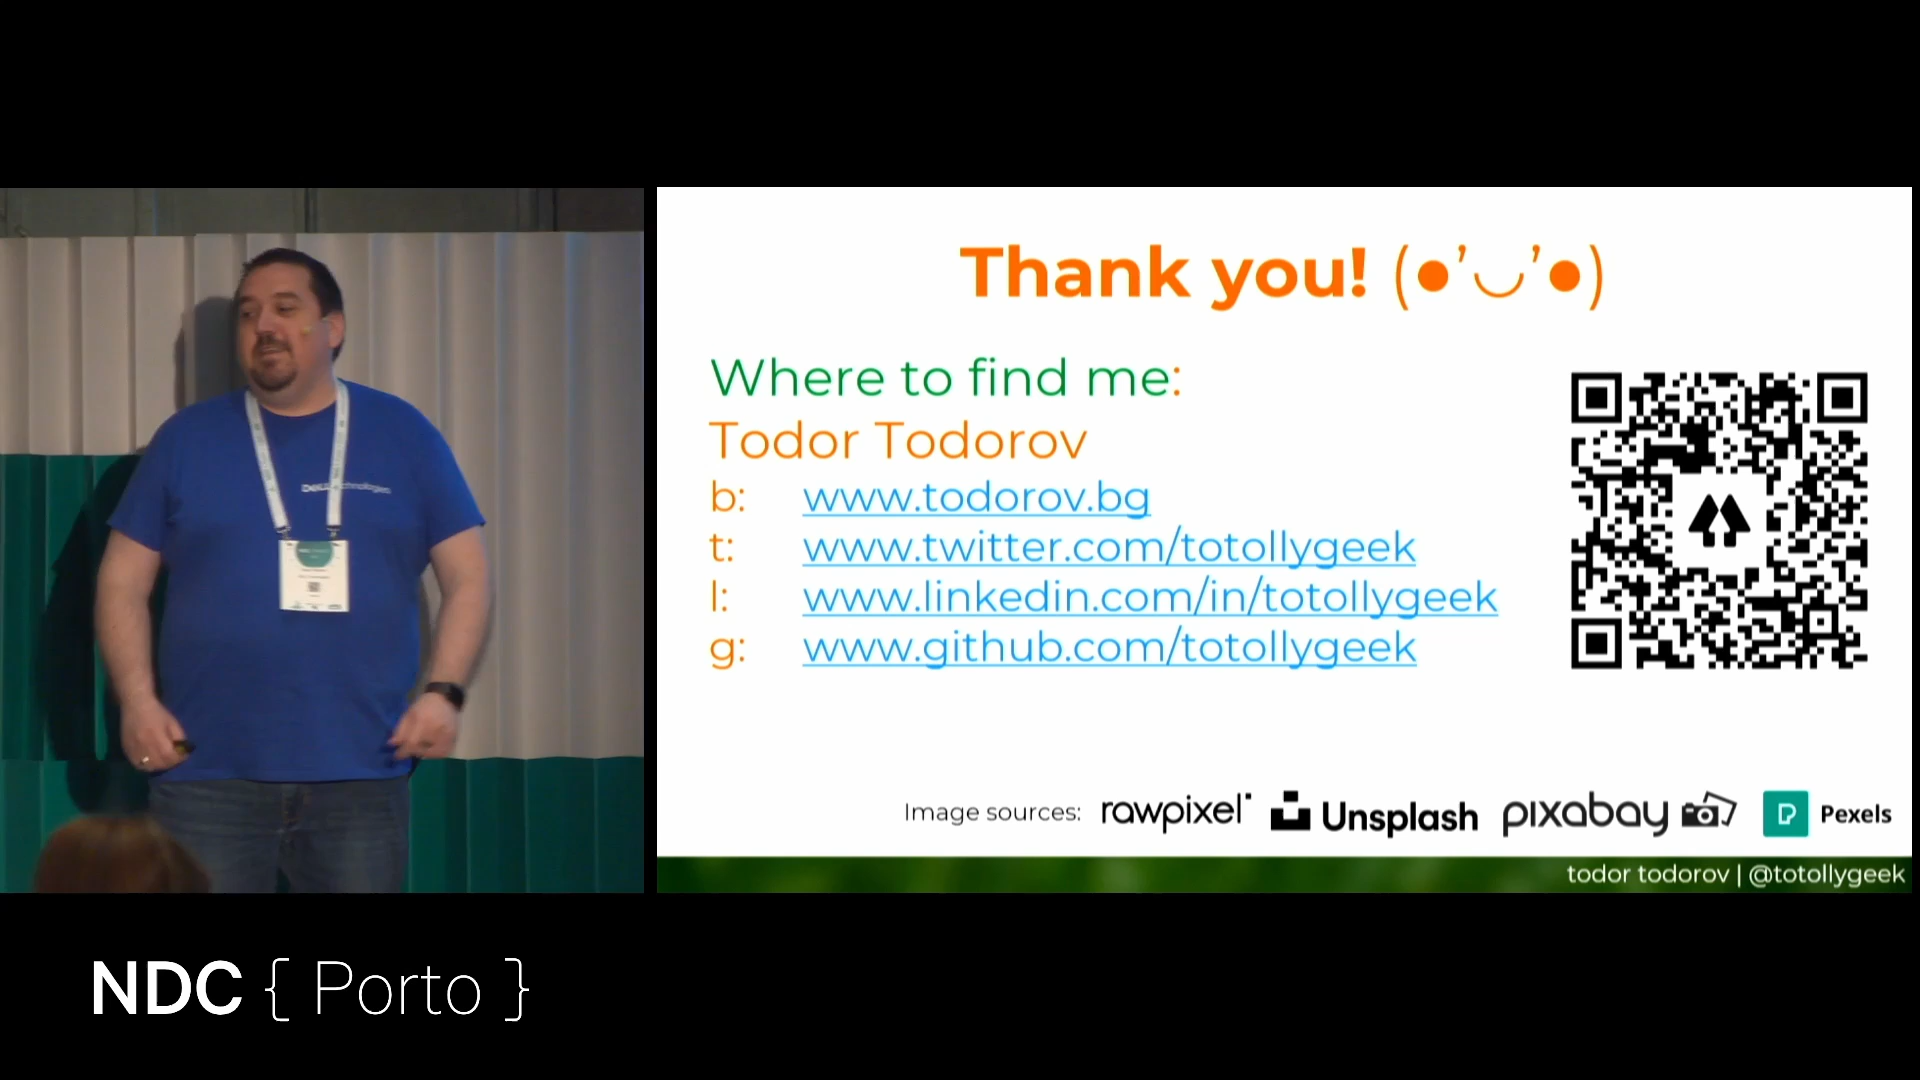 Thank you! (●’◡’●)
Where to find me:
Todor Todorov
b: www.todorov.bg
t: www.twitter.com/totollygeek
l: www.linkedin.com/in/totollygeek
g: www.github.com/totollygeek
Image sources: rawpixel Unsplash pixabay Pexels
todor todorov | @totollygeek
NDC { Porto }